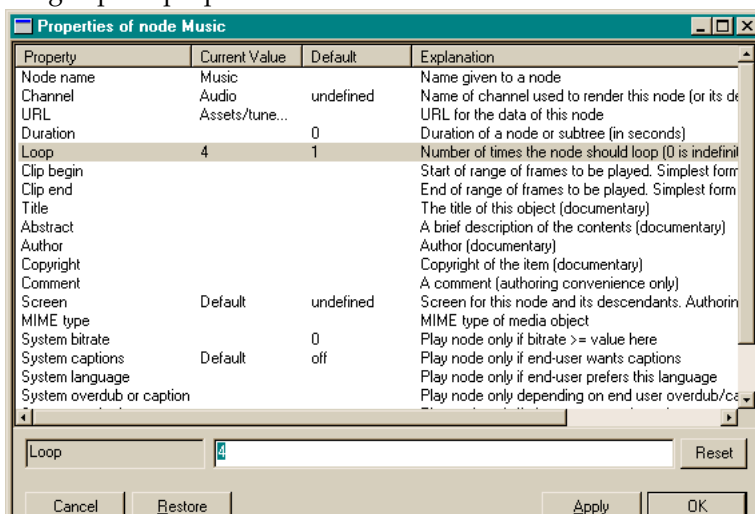 Properties of node Music
Property Current Value Default Explanation
Node name Music Name given to a node
Channel Audio undefined Name of channel used to render this node (or its de
URL Assets/tune... URL for the data of this node
Duration 0 Duration of a node or subtree (in seconds)
Loop 4 1 Number of times the node should loop (0 is indefinit
Clip begin Start of range of frames to be played. Simplest form
Clip end End of range of frames to be played. Simplest form
Title The title of this object (documentary)
Abstract A brief description of the contents (documentary)
Author Author (documentary)
Copyright Copyright of the item (documentary)
Comment A comment (authoring convenience only)
Screen Default undefined Screen for this node and its descendants. Authorin
MIME type MIME type of media object
System bitrate 0 Play node only if bitrate >= value here
System captions Default off Play node only if end-user wants captions
System language Play node only if end-user prefers this language
System overdub or caption Play node only depending on end user overdub/ca
Loop 4 Reset
Cancel Restore Apply OK